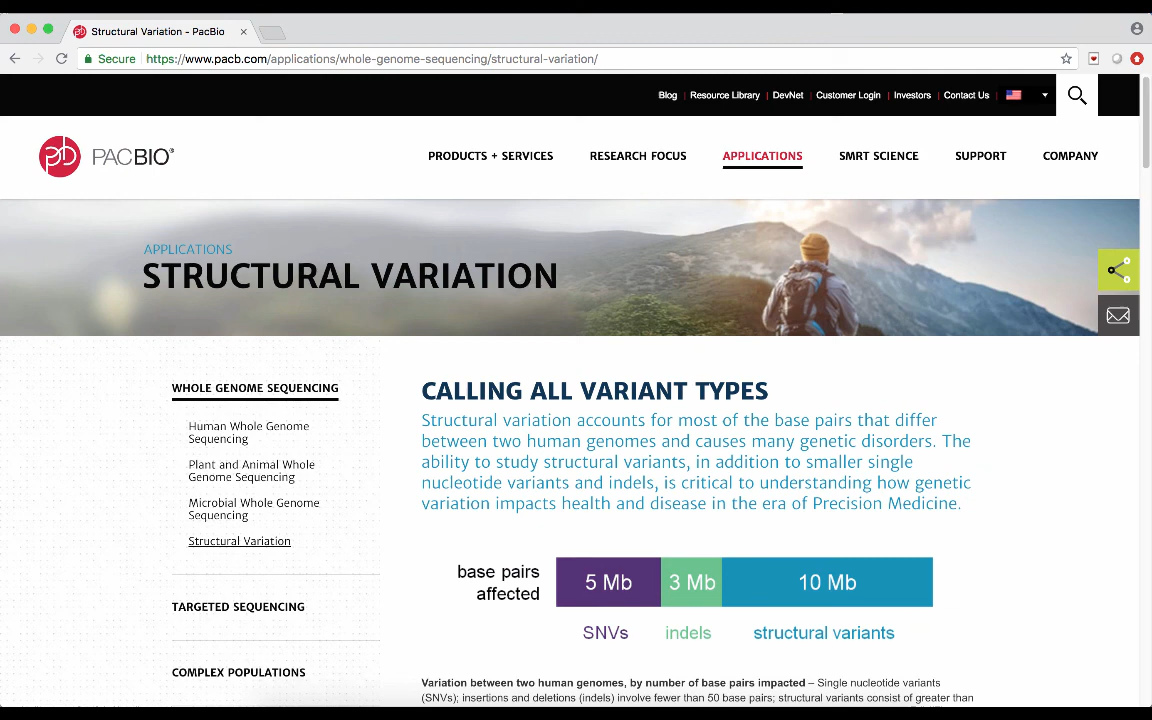 Structural Variation - PacBio
Secure https://www.pacb.com/applications/whole-genome-sequencing/structural-variation/
Blog Resource Library DevNet Customer Login Investors Contact Us
PACBIO®
PRODUCTS + SERVICES RESEARCH FOCUS APPLICATIONS SMRT SCIENCE SUPPORT COMPANY
APPLICATIONS
STRUCTURAL VARIATION
WHOLE GENOME SEQUENCING
Human Whole Genome
Sequencing
Plant and Animal Whole
Genome Sequencing
Microbial Whole Genome
Sequencing
Structural Variation
TARGETED SEQUENCING
COMPLEX POPULATIONS
CALLING ALL VARIANT TYPES
Structural variation accounts for most of the base pairs that differ
between two human genomes and causes many genetic disorders. The
ability to study structural variants, in addition to smaller single
nucleotide variants and indels, is critical to understanding how genetic
variation impacts health and disease in the era of Precision Medicine.
base pairs
affected
5 Mb 3 Mb 10 Mb
SNVs indels structural variants
Variation between two human genomes, by number of base pairs impacted – Single nucleotide variants
(SNVs); insertions and deletions (indels) involve fewer than 50 base pairs; structural variants consist of greater than